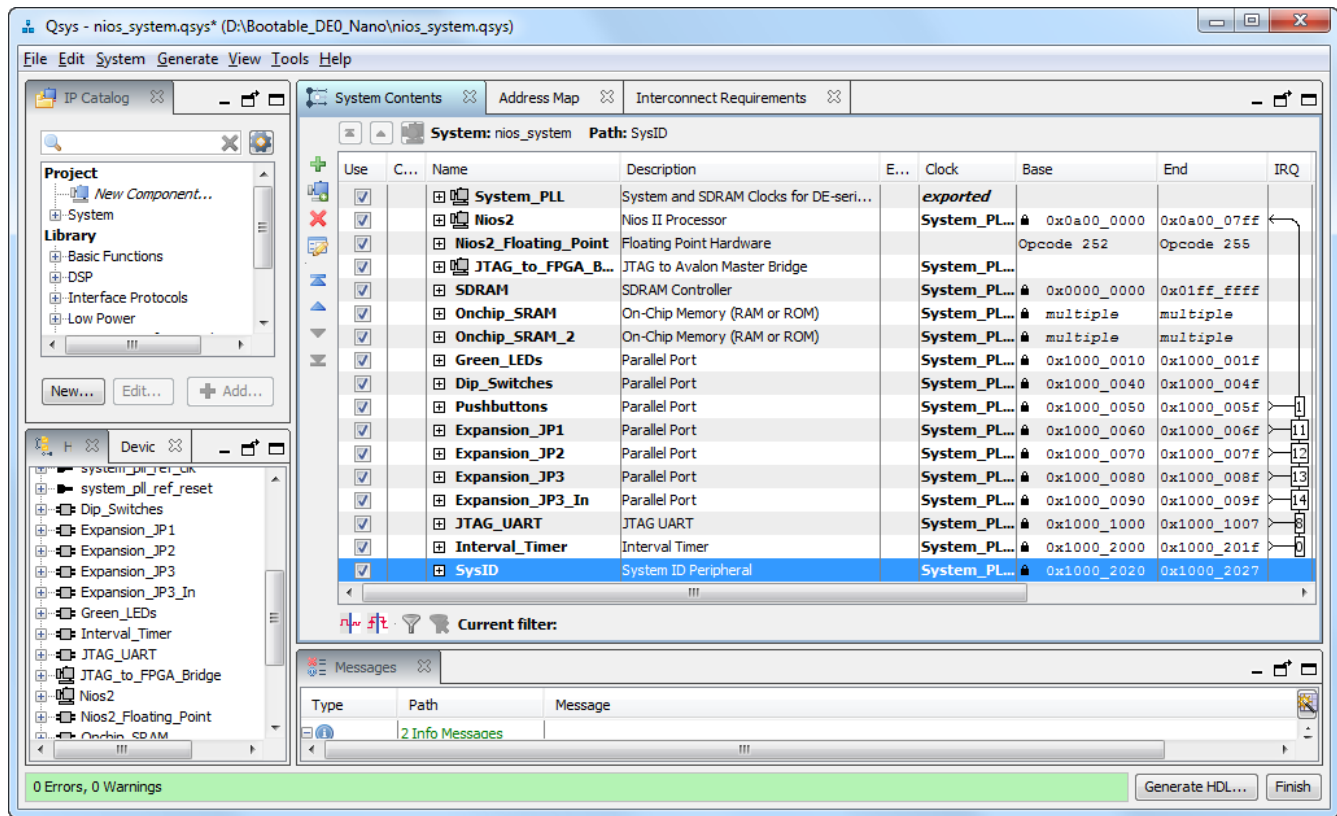 Qsys - nios_system.qsys* (D:\Bootable_DE0_Nano\nios_system.qsys)
File Edit System Generate View Tools Help
IP Catalog
Project
New Component...
System
Library
Basic Functions
DSP
Interface Protocols
Low Power
New... Edit... Add...
H Devic
system_pll_ref_clk
system_pll_ref_reset
Dip_Switches
Expansion_JP1
Expansion_JP2
Expansion_JP3
Expansion_JP3_In
Green_LEDs
Interval_Timer
JTAG_UART
JTAG_to_FPGA_Bridge
Nios2
Nios2_Floating_Point
Onchip_SRAM
System Contents Address Map Interconnect Requirements
System: nios_system Path: SysID
Use C... Name Description E... Clock Base End IRQ
System_PLL System and SDRAM Clocks for DE-seri... exported
Nios2 Nios II Processor System_PL... 0x0a00_0000 0x0a00_07ff
Nios2_Floating_Point Floating Point Hardware Opcode 252 Opcode 255
JTAG_to_FPGA_B... JTAG to Avalon Master Bridge System_PL...
SDRAM SDRAM Controller System_PL... 0x0000_0000 0x01ff_ffff
Onchip_SRAM On-Chip Memory (RAM or ROM) System_PL... multiple multiple
Onchip_SRAM_2 On-Chip Memory (RAM or ROM) System_PL... multiple multiple
Green_LEDs Parallel Port System_PL... 0x1000_0010 0x1000_001f
Dip_Switches Parallel Port System_PL... 0x1000_0040 0x1000_004f
Pushbuttons Parallel Port System_PL... 0x1000_0050 0x1000_005f 1
Expansion_JP1 Parallel Port System_PL... 0x1000_0060 0x1000_006f 11
Expansion_JP2 Parallel Port System_PL... 0x1000_0070 0x1000_007f 12
Expansion_JP3 Parallel Port System_PL... 0x1000_0080 0x1000_008f 13
Expansion_JP3_In Parallel Port System_PL... 0x1000_0090 0x1000_009f 14
JTAG_UART JTAG UART System_PL... 0x1000_1000 0x1000_1007 8
Interval_Timer Interval Timer System_PL... 0x1000_2000 0x1000_201f 0
SysID System ID Peripheral System_PL... 0x1000_2020 0x1000_2027
Current filter:
Messages
Type Path Message
2 Info Messages
0 Errors, 0 Warnings
Generate HDL... Finish